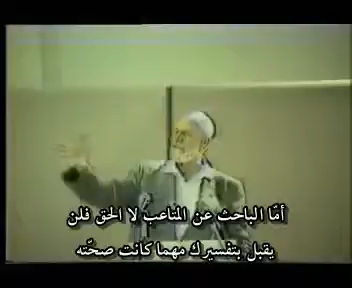 أمّا الباحث عن المتاعب لا الحق فلن
يقبل بتفسيرك مهما كانت صحّته